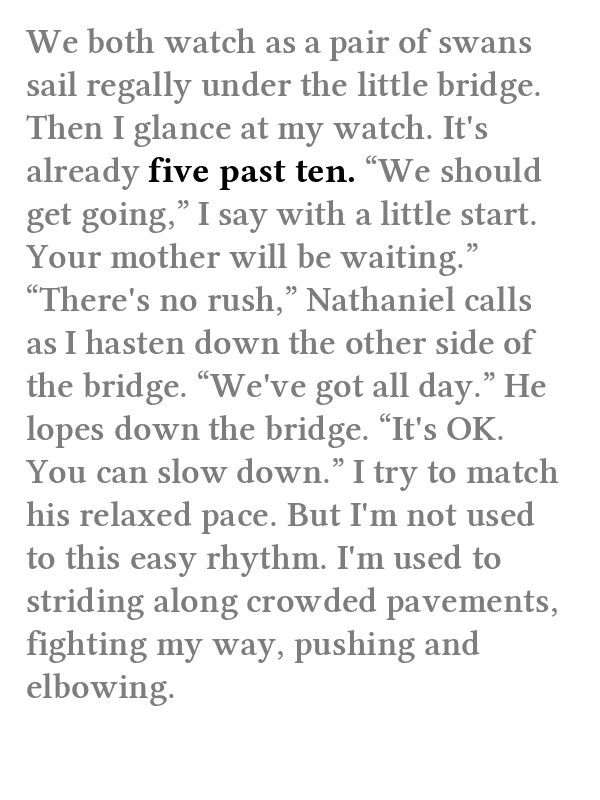 We both watch as a pair of swans
sail regally under the little bridge.
Then I glance at my watch. It's
already five past ten. “We should
get going,” I say with a little start.
Your mother will be waiting.”
“There's no rush,” Nathaniel calls
as I hasten down the other side of
the bridge. “We've got all day.” He
lopes down the bridge. “It's OK.
You can slow down.” I try to match
his relaxed pace. But I'm not used
to this easy rhythm. I'm used to
striding along crowded pavements,
fighting my way, pushing and
elbowing.